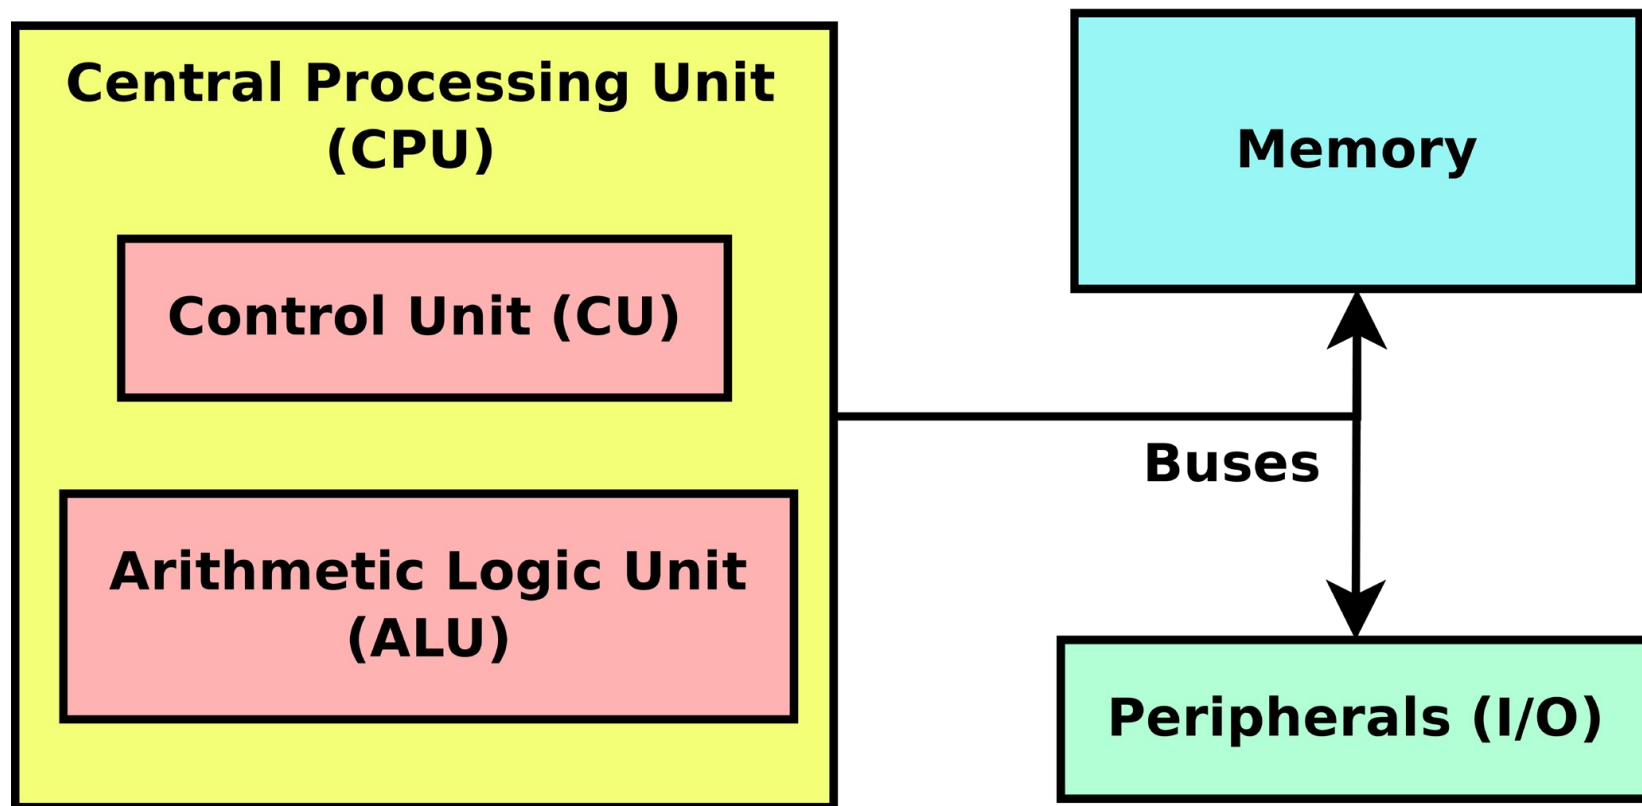 Central Processing Unit
(CPU)
Control Unit (CU)
Arithmetic Logic Unit
(ALU)
Memory
Buses
Peripherals (I/O)